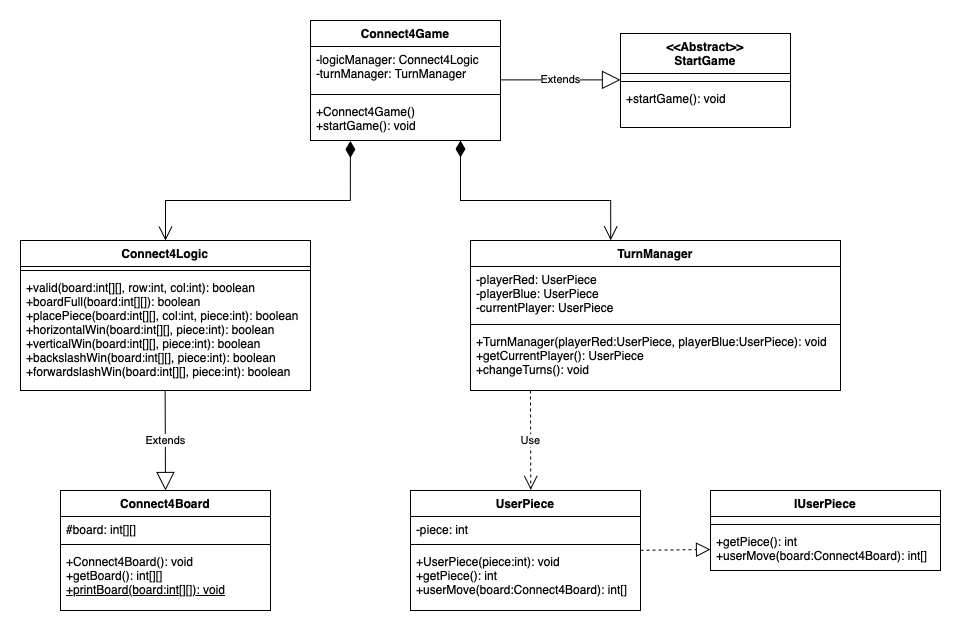 Connect4Game
-logicManager: Connect4Logic
-turnManager: TurnManager
+Connect4Game()
+startGame(): void
Extends
<<Abstract>>
StartGame
+startGame(): void
Connect4Logic
+valid(board:int[][], row:int, col:int): boolean
+boardFull(board:int[][]): boolean
+placePiece(board:int[][], col:int, piece:int): boolean
+horizontalWin(board:int[][], piece:int): boolean
+verticalWin(board:int[][], piece:int): boolean
+backslashWin(board:int[][], piece:int): boolean
+forwardslashWin(board:int[][], piece:int): boolean
TurnManager
-playerRed: UserPiece
-playerBlue: UserPiece
-currentPlayer: UserPiece
+TurnManager(playerRed:UserPiece, playerBlue:UserPiece): void
+getCurrentPlayer(): UserPiece
+changeTurns(): void
Extends
Use
Connect4Board
#board: int[][]
+Connect4Board(): void
+getBoard(): int[][]
+printBoard(board:int[][]): void
UserPiece
-piece: int
+UserPiece(piece:int): void
+getPiece(): int
+userMove(board:Connect4Board): int[]
IUserPiece
+getPiece(): int
+userMove(board:Connect4Board): int[]